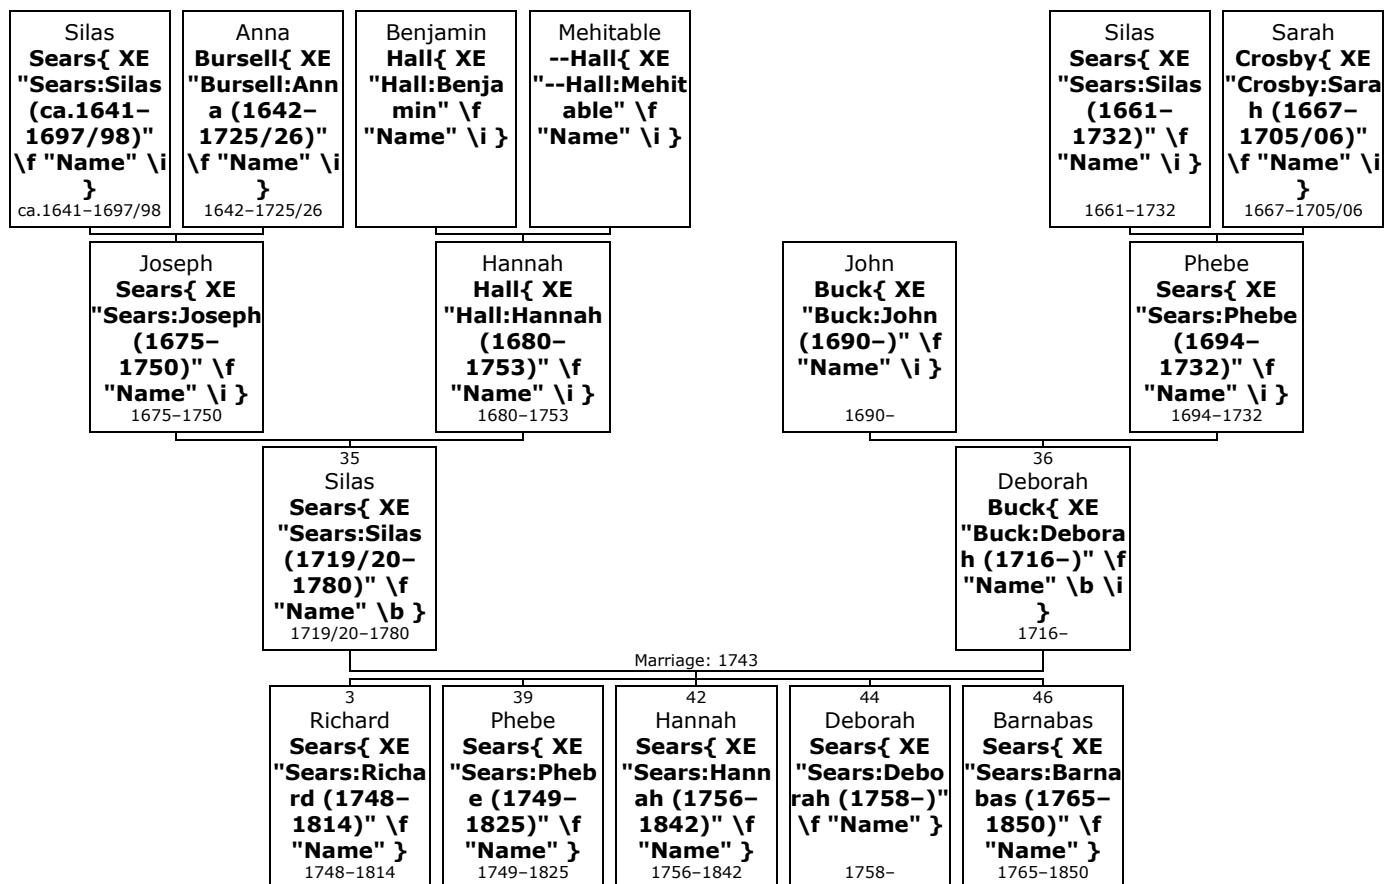 Silas
Sears{ XE
"Sears:Silas
(ca.1641–
1697/98)"
\f "Name" \i
}
ca.1641–1697/98
Anna
Bursell{ XE
"Bursell:Ann
a (1642–
1725/26)"
\f "Name" \i
}
1642–1725/26
Benjamin
Hall{ XE
"Hall:Benja
min" \f
"Name" \i }
Mehitable
--Hall{ XE
"--Hall:Mehit
able" \f
"Name" \i }
Silas
Sears{ XE
"Sears:Silas
(1661–
1732)" \f
"Name" \i }
1661–1732
Sarah
Crosby{ XE
"Crosby:Sara
h (1667–
1705/06)"
\f "Name" \i
}
1667–1705/06
Joseph
Sears{ XE
"Sears:Joseph
(1675–
1750)" \f
"Name" \i }
1675–1750
Hannah
Hall{ XE
"Hall:Hannah
(1680–
1753)" \f
"Name" \i }
1680–1753
John
Buck{ XE
"Buck:John
(1690–)" \f
"Name" \i }
1690–
Phebe
Sears{ XE
"Sears:Phebe
(1694–
1732)" \f
"Name" \i }
1694–1732
35
Silas
Sears{ XE
"Sears:Silas
(1719/20–
1780)" \f
"Name" \b }
1719/20–1780
36
Deborah
Buck{ XE
"Buck:Debora
h (1716–)" \f
"Name" \b \i
}
1716–
Marriage: 1743
3
Richard
Sears{ XE
"Sears:Richa
rd (1748–
1814)" \f
"Name" }
1748–1814
39
Phebe
Sears{ XE
"Sears:Pheb
e (1749–
1825)" \f
"Name" }
1749–1825
42
Hannah
Sears{ XE
"Sears:Hann
ah (1756–
1842)" \f
"Name" }
1756–1842
44
Deborah
Sears{ XE
"Sears:Debo
rah (1758–)"
\f "Name" }
1758–
46
Barnabas
Sears{ XE
"Sears:Barna
bas (1765–
1850)" \f
"Name" }
1765–1850